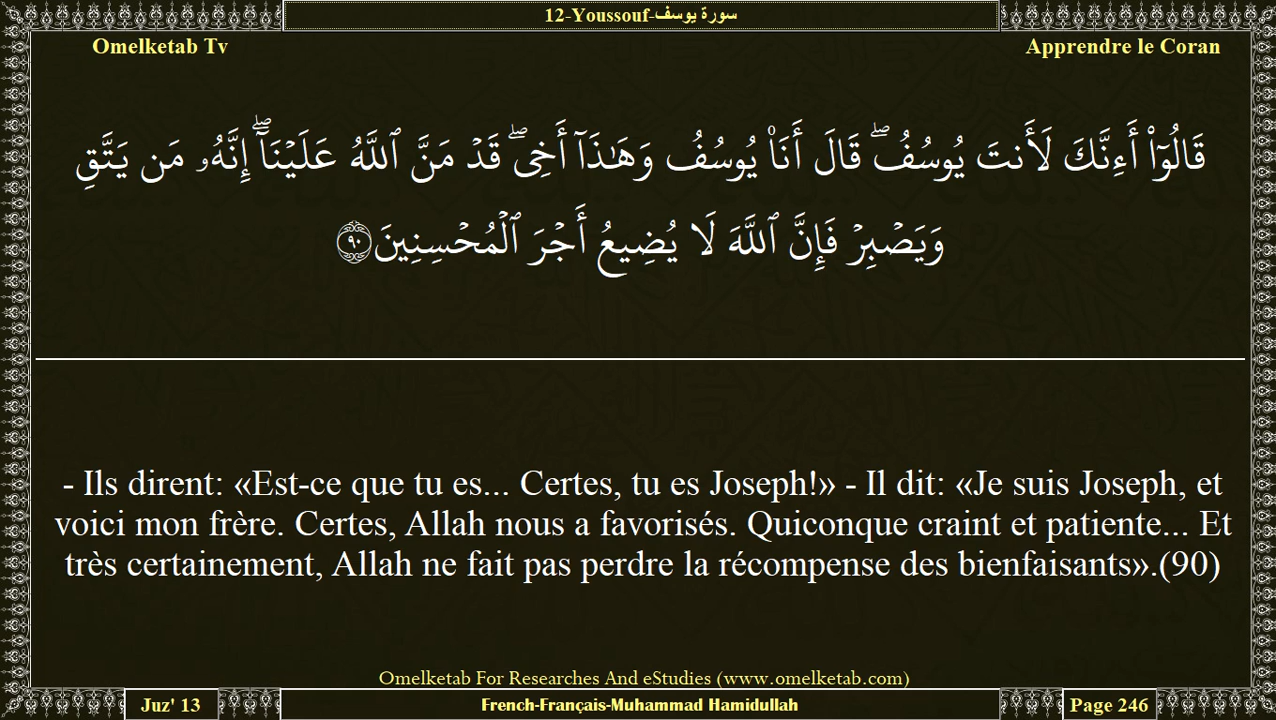 12-Youssouf-سورة يوسف
Omelketab Tv
Apprendre le Coran
قَالُوٓا۟ أَءِنَّكَ لَأَنتَ يُوسُفُ ۖ قَالَ أَنَا۠ يُوسُفُ وَهَٰذَآ أَخِى ۖ قَدْ مَنَّ ٱللَّهُ عَلَيْنَآ ۖ إِنَّهُۥ مَن يَتَّقِ
وَيَصْبِرْ فَإِنَّ ٱللَّهَ لَا يُضِيعُ أَجْرَ ٱلْمُحْسِنِينَ ٩٠
- Ils dirent: «Est-ce que tu es... Certes, tu es Joseph!» - Il dit: «Je suis Joseph, et
voici mon frère. Certes, Allah nous a favorisés. Quiconque craint et patiente... Et
très certainement, Allah ne fait pas perdre la récompense des bienfaisants».(90)
Omelketab For Researches And eStudies (www.omelketab.com)
Juz' 13
French-Français-Muhammad Hamidullah
Page 246